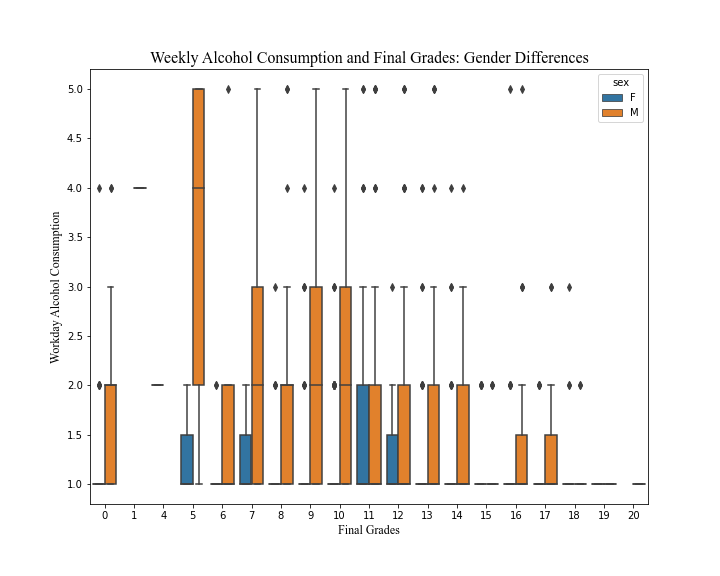 Weekly Alcohol Consumption and Final Grades: Gender Differences
sex
F
M
Workday Alcohol Consumption
5.0
4.5
4.0
3.5
3.0
2.5
2.0
1.5
1.0
0 1 4 5 6 7 8 9 10 11 12 13 14 15 16 17 18 19 20
Final Grades